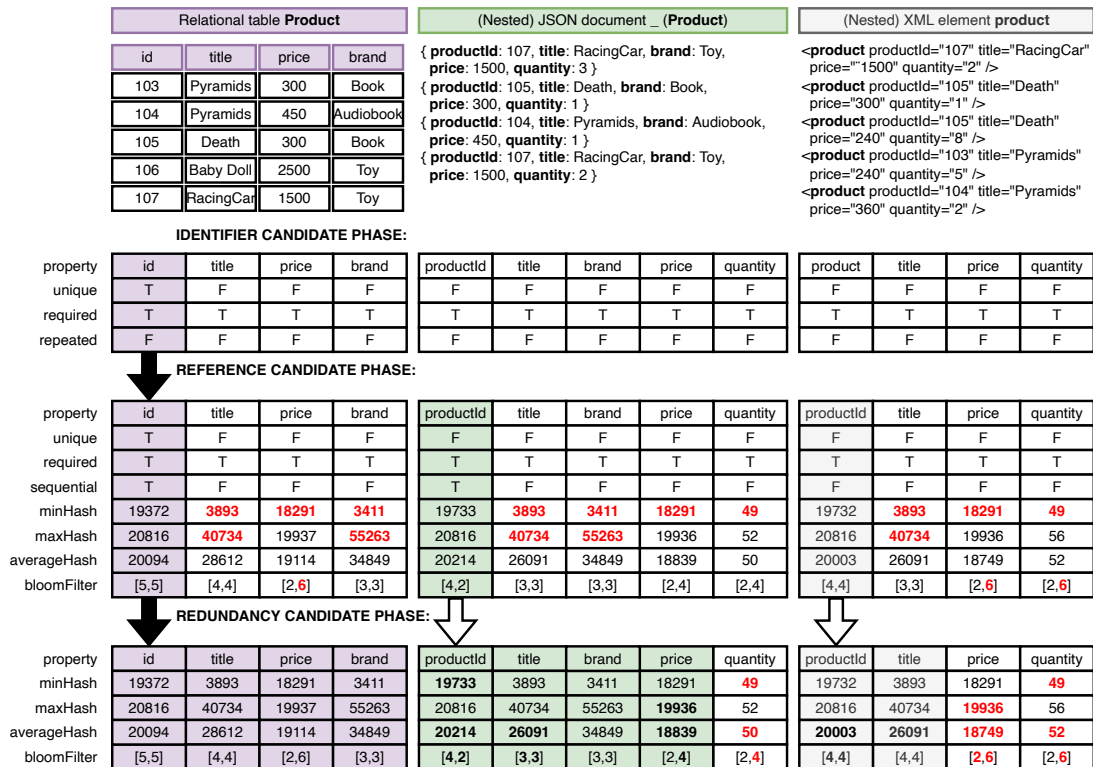 Relational table Product
(Nested) JSON document _ (Product)
(Nested) XML element product
id title price brand
103 Pyramids 300 Book
104 Pyramids 450 Audiobook
105 Death 300 Book
106 Baby Doll 2500 Toy
107 RacingCar 1500 Toy
{ productId: 107, title: RacingCar, brand: Toy,
price: 1500, quantity: 3 }
{ productId: 105, title: Death, brand: Book,
price: 300, quantity: 1 }
{ productId: 104, title: Pyramids, brand: Audiobook,
price: 450, quantity: 1 }
{ productId: 107, title: RacingCar, brand: Toy,
price: 1500, quantity: 2 }
<product productId="107" title="RacingCar"
price="˜1500" quantity="2" />
<product productId="105" title="Death"
price="300" quantity="1" />
<product productId="105" title="Death"
price="240" quantity="8" />
<product productId="103" title="Pyramids"
price="240" quantity="5" />
<product productId="104" title="Pyramids"
price="360" quantity="2" />
IDENTIFIER CANDIDATE PHASE:
property id title price brand productId title brand price quantity product title price quantity
unique T F F F F F F F F F F F F
required T T T T T T T T T T T T T
repeated F F F F F F F F F F F F F
REFERENCE CANDIDATE PHASE:
property id title price brand productId title brand price quantity productId title price quantity
unique T F F F F F F F F F F F F
required T T T T T T T T T T T T T
sequential T F F F T F F F F F F F F
minHash 19372 3893 18291 3411 19733 3893 3411 18291 49 19732 3893 18291 49
maxHash 20816 40734 19937 55263 20816 40734 55263 19936 52 20816 40734 19936 56
averageHash 20094 28612 19114 34849 20214 26091 34849 18839 50 20003 26091 18749 52
bloomFilter [5,5] [4,4] [2,6] [3,3] [4,2] [3,3] [3,3] [2,4] [2,4] [4,4] [3,3] [2,6] [2,6]
REDUNDANCY CANDIDATE PHASE:
property id title price brand productId title brand price quantity productId title price quantity
minHash 19372 3893 18291 3411 19733 3893 3411 18291 49 19732 3893 18291 49
maxHash 20816 40734 19937 55263 20816 40734 55263 19936 52 20816 40734 19936 56
averageHash 20094 28612 19114 34849 20214 26091 34849 18839 50 20003 26091 18749 52
bloomFilter [5,5] [4,4] [2,6] [3,3] [4,2] [3,3] [3,3] [2,4] [2,4] [4,4] [4,4] [2,6] [2,6]